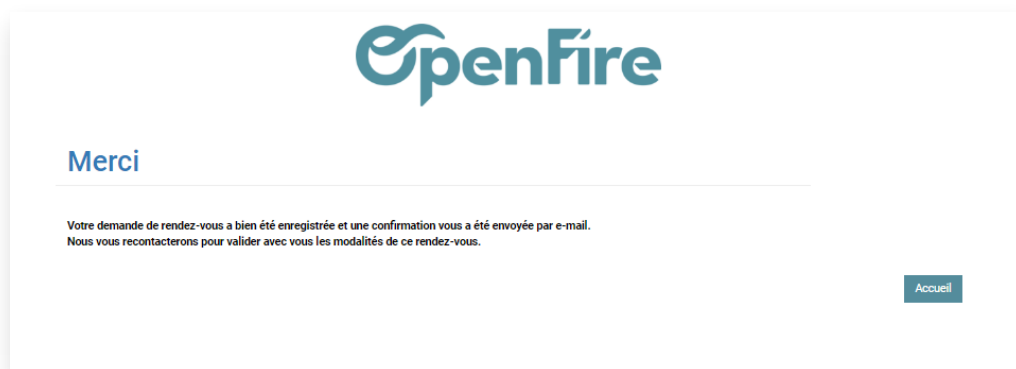 OpenFire
Merci
Votre demande de rendez-vous a bien été enregistrée et une confirmation vous a été envoyée par e-mail.
Nous vous recontacterons pour valider avec vous les modalités de ce rendez-vous.
Accueil